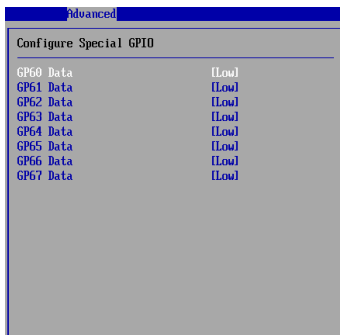 Advanced
Configure Special GPIO
GP60 Data [Low]
GP61 Data [Low]
GP62 Data [Low]
GP63 Data [Low]
GP64 Data [Low]
GP65 Data [Low]
GP66 Data [Low]
GP67 Data [Low]